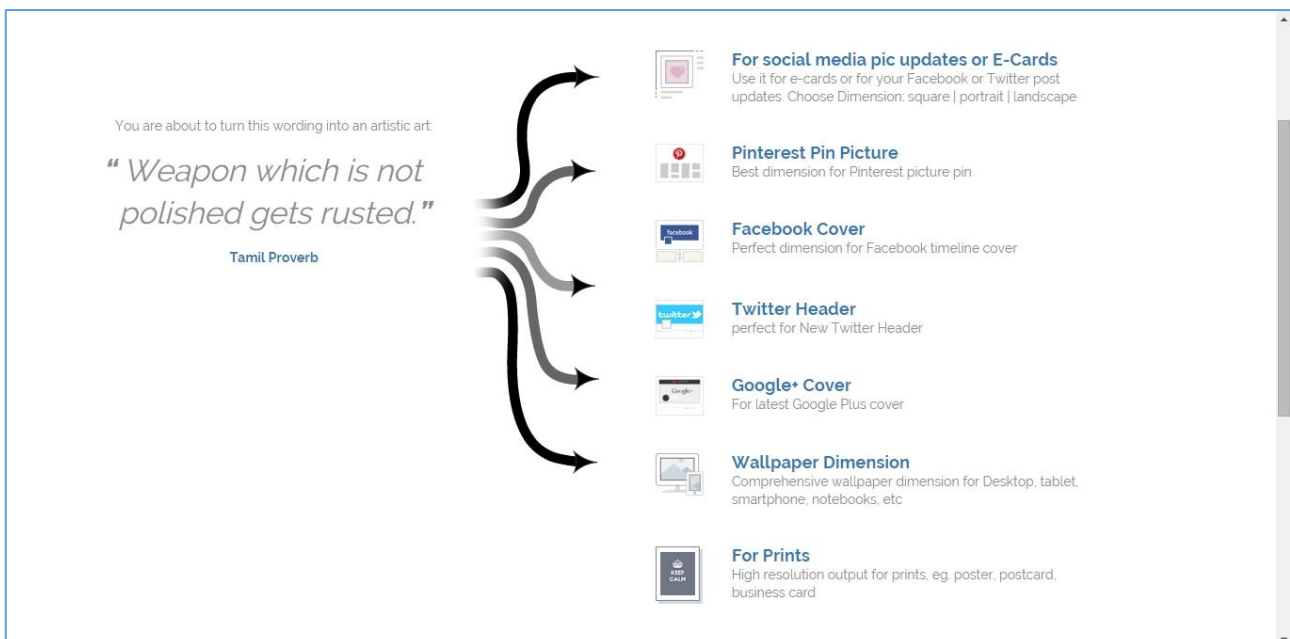 You are about to turn this wording into an artistic art:
“ Weapon which is not
polished gets rusted.”
Tamil Proverb
For social media pic updates or E-Cards
Use it for e-cards or for your Facebook or Twitter post
updates. Choose Dimension: square | portrait | landscape
Pinterest Pin Picture
Best dimension for Pinterest picture pin
facebook
Facebook Cover
Perfect dimension for Facebook timeline cover
twitter
Twitter Header
perfect for New Twitter Header
Google+
Google+ Cover
For latest Google Plus cover
Wallpaper Dimension
Comprehensive wallpaper dimension for Desktop, tablet,
smartphone, notebooks, etc
KEEP
CALM
For Prints
High resolution output for prints, eg. poster, postcard,
business card